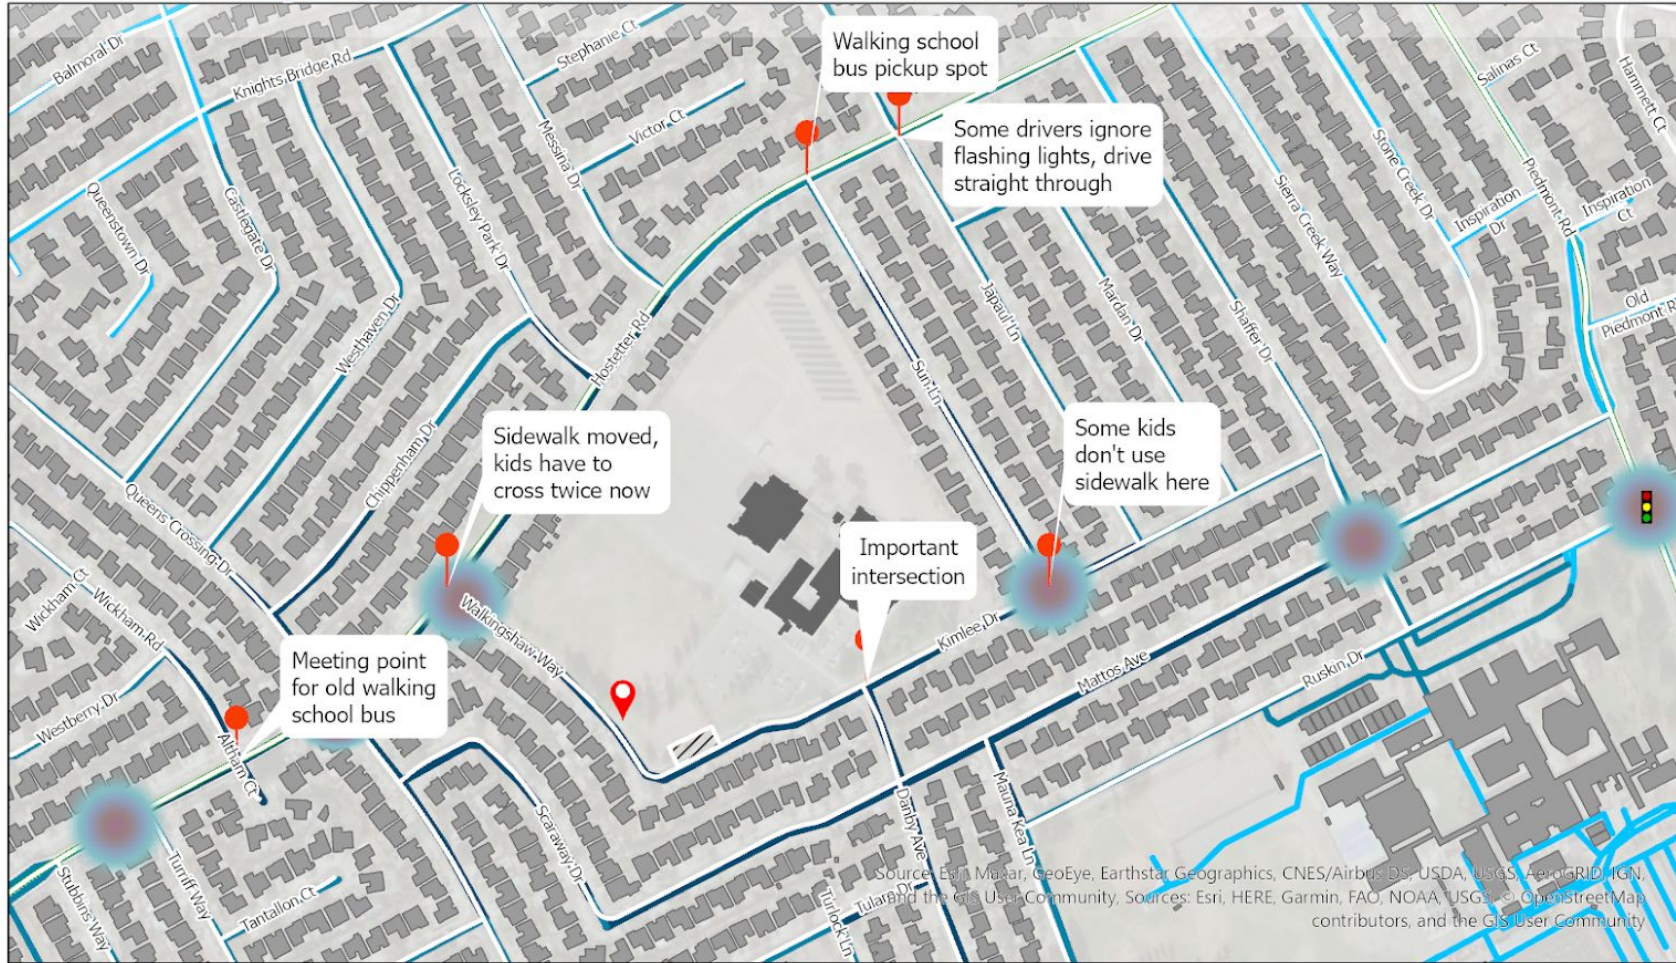 Balmoral Dr
Knights Bridge Rd
Stephanie Ct
Victor Ct
Messina Dr
Locksley Park Dr
Queenstown Dr
Castlegate Dr
Westhaven Dr
Walking school
bus pickup spot
Some drivers ignore
flashing lights, drive
straight through
Salinas Ct
Hammett Ct
Stone Creek Dr
Sierra Creek Way
Piedmont Rd
Inspiration
Dr
Inspiration
Ct
Old
Piedmont R
Hostetter Rd
Sun Ln
Japaul Ln
Mardan Dr
Shaffer Dr
Chippenham Dr
Queens Crossing Dr
Sidewalk moved,
kids have to
cross twice now
Some kids
don't use
sidewalk here
Important
intersection
Wickham Ct
Wickham Rd
Westberry Dr
Altham Ct
Meeting point
for old walking
school bus
Walkingshaw Way
Kimlee Dr
Mattos Ave
Ruskin Dr
Scaraway Dr
Danby Ave
Mauna Kea Ln
Stubbins Way
Turriff Way
Tantallon Ct
Turlock Ln
Tulara Dr
Source: Esri, Maxar, GeoEye, Earthstar Geographics, CNES/Airbus DS, USDA, USGS, AeroGRID, IGN,
and the GIS User Community, Sources: Esri, HERE, Garmin, FAO, NOAA, USGS, © OpenStreetMap
contributors, and the GIS User Community